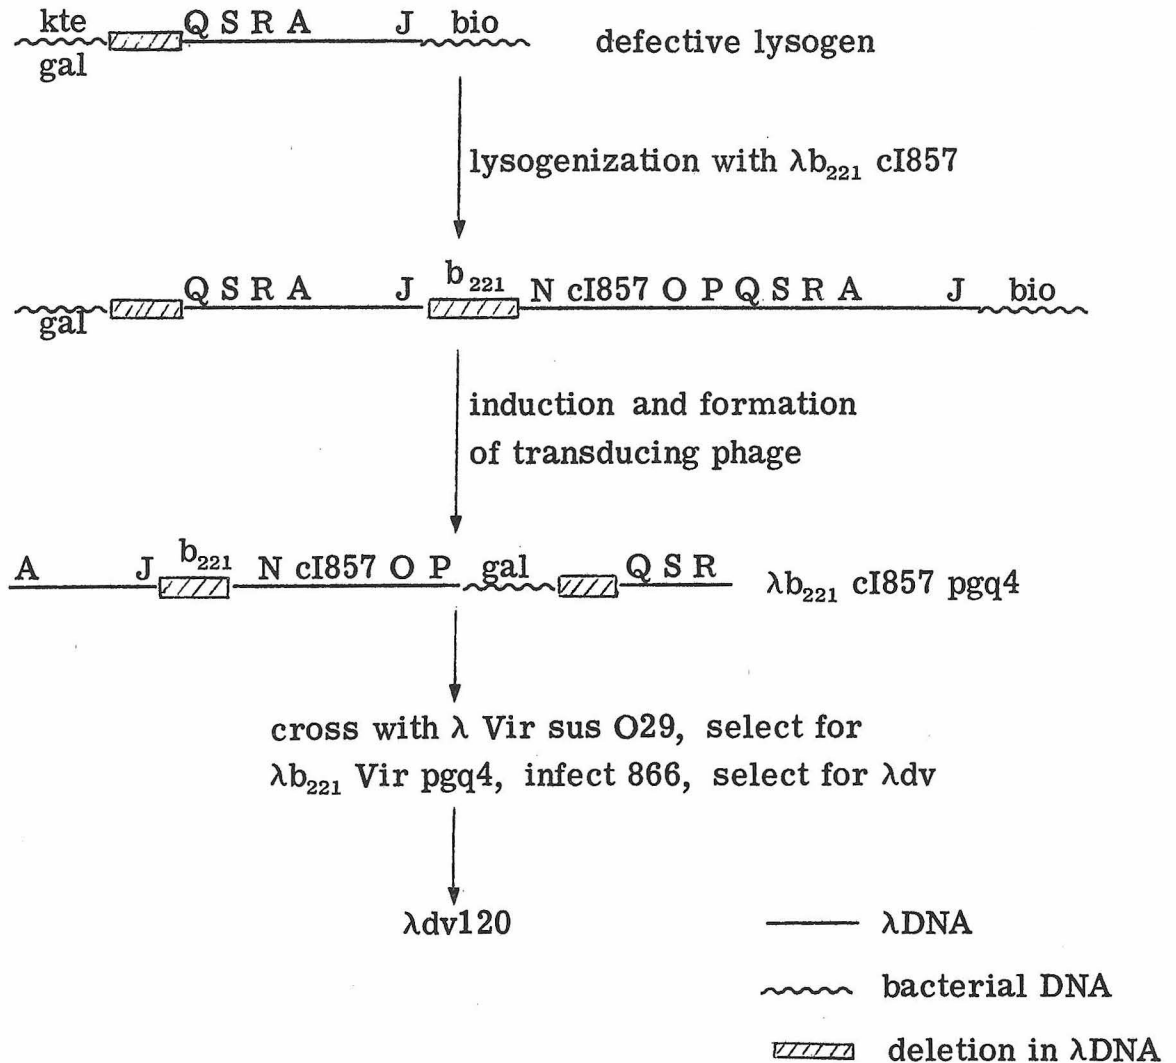 kte Q S R A J bio
gal
defective lysogen
lysogenization with λb₂₂₁ cI857
b₂₂₁
Q S R A J N cI857 O P Q S R A J bio
gal
induction and formation
of transducing phage
A J b₂₂₁ N cI857 O P gal Q S R
λb₂₂₁ cI857 pgq4
cross with λ Vir sus O29, select for
λb₂₂₁ Vir pgq4, infect 866, select for λdv
λdv120
λDNA
bacterial DNA
deletion in λDNA